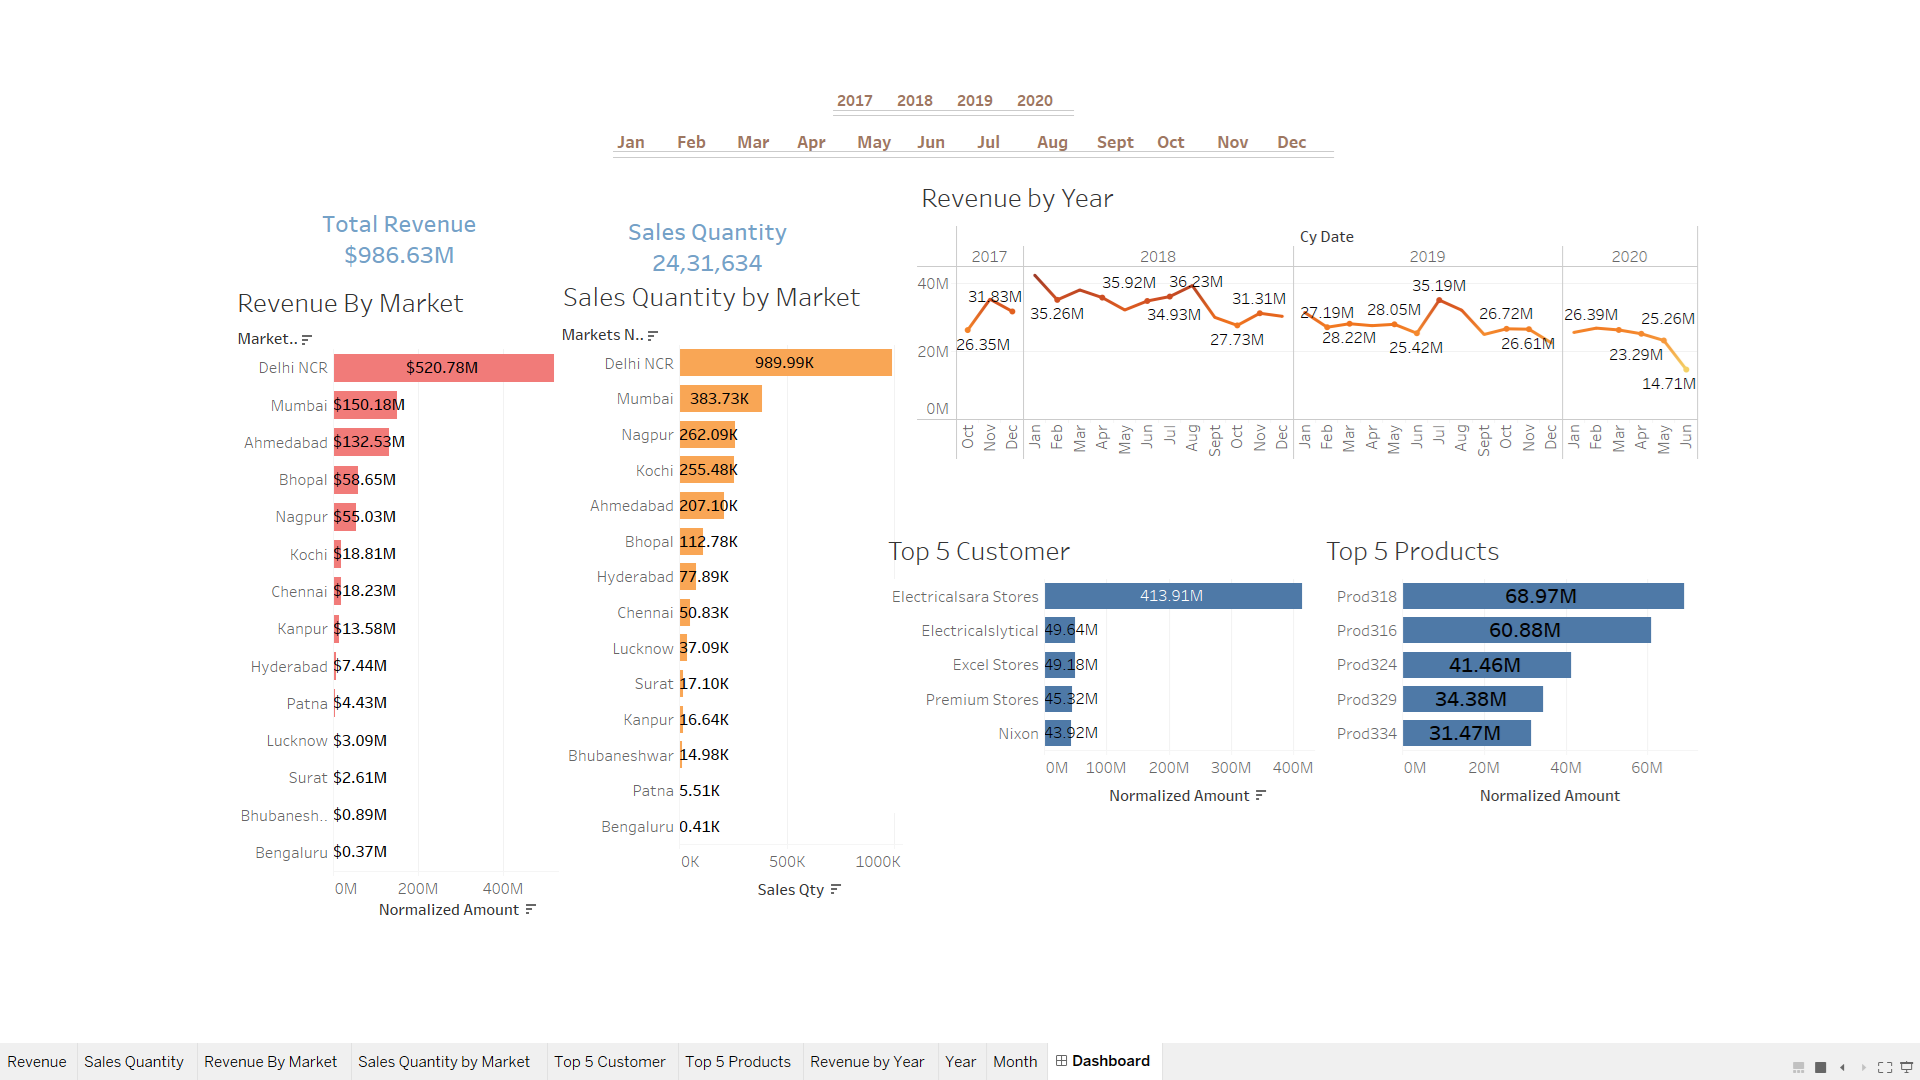 2017 2018 2019 2020
Jan Feb Mar Apr May Jun Jul Aug Sept Oct Nov Dec
Total Revenue
$986.63M
Revenue By Market
Market..
Delhi NCR $520.78M
Mumbai $150.18M
Ahmedabad $132.53M
Bhopal $58.65M
Nagpur $55.03M
Kochi $18.81M
Chennai $18.23M
Kanpur $13.58M
Hyderabad $7.44M
Patna $4.43M
Lucknow $3.09M
Surat $2.61M
Bhubanesh.. $0.89M
Bengaluru $0.37M
0M 200M 400M
Normalized Amount
Sales Quantity
24,31,634
Sales Quantity by Market
Markets N..
Delhi NCR 989.99K
Mumbai 383.73K
Nagpur 262.09K
Kochi 255.48K
Ahmedabad 207.10K
Bhopal 112.78K
Hyderabad 77.89K
Chennai 50.83K
Lucknow 37.09K
Surat 17.10K
Kanpur 16.64K
Bhubaneshwar 14.98K
Patna 5.51K
Bengaluru 0.41K
0K 500K 1000K
Sales Qty
Revenue by Year
Cy Date
2017 2018 2019 2020
40M
20M
0M
26.35M 31.83M 35.26M 35.92M 34.93M 36.23M 27.73M 31.31M 27.19M 28.22M 28.05M 25.42M 35.19M 26.72M 26.61M 26.39M 23.29M 25.26M 14.71M
Oct Nov Dec Jan Feb Mar Apr May Jun Jul Aug Sept Oct Nov Dec Jan Feb Mar Apr May Jun Jul Aug Sept Oct Nov Dec Jan Feb Mar Apr May Jun
Top 5 Customer
Electricalsara Stores 413.91M
Electricalslytical 49.64M
Excel Stores 49.18M
Premium Stores 45.32M
Nixon 43.92M
0M 100M 200M 300M 400M
Normalized Amount
Top 5 Products
Prod318 68.97M
Prod316 60.88M
Prod324 41.46M
Prod329 34.38M
Prod334 31.47M
0M 20M 40M 60M
Normalized Amount
Revenue Sales Quantity Revenue By Market Sales Quantity by Market Top 5 Customer Top 5 Products Revenue by Year Year Month Dashboard